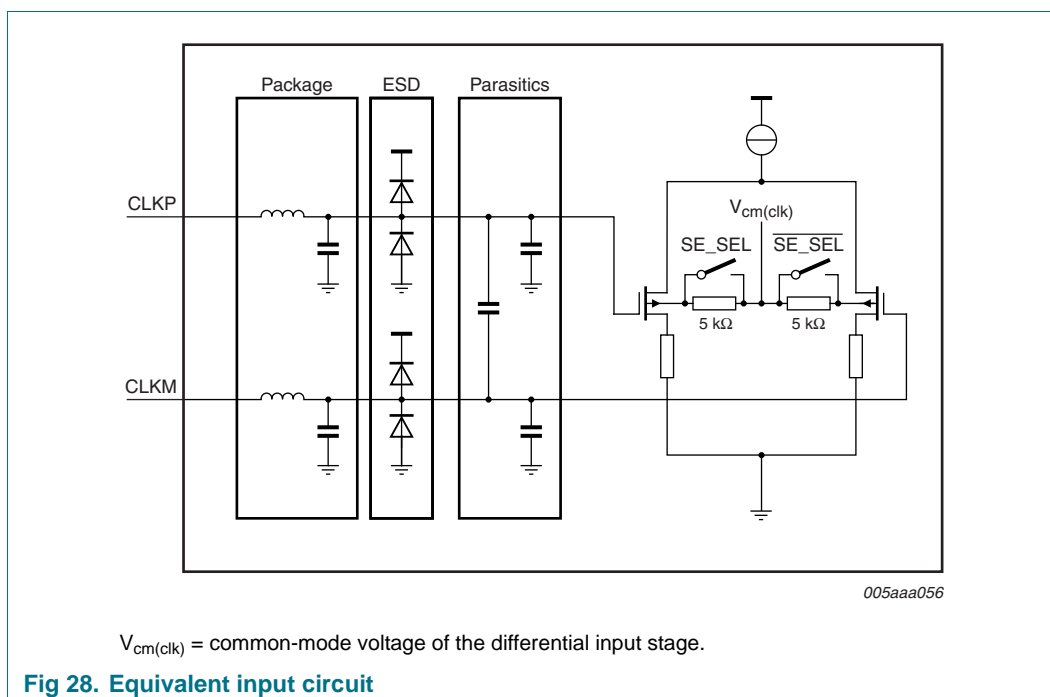 Package ESD Parasitics
CLKP
V_cm(clk)
SE_SEL S̅E̅_̅S̅E̅L̅
5 kΩ 5 kΩ
CLKM
005aaa056
V_cm(clk) = common-mode voltage of the differential input stage.
Fig 28. Equivalent input circuit